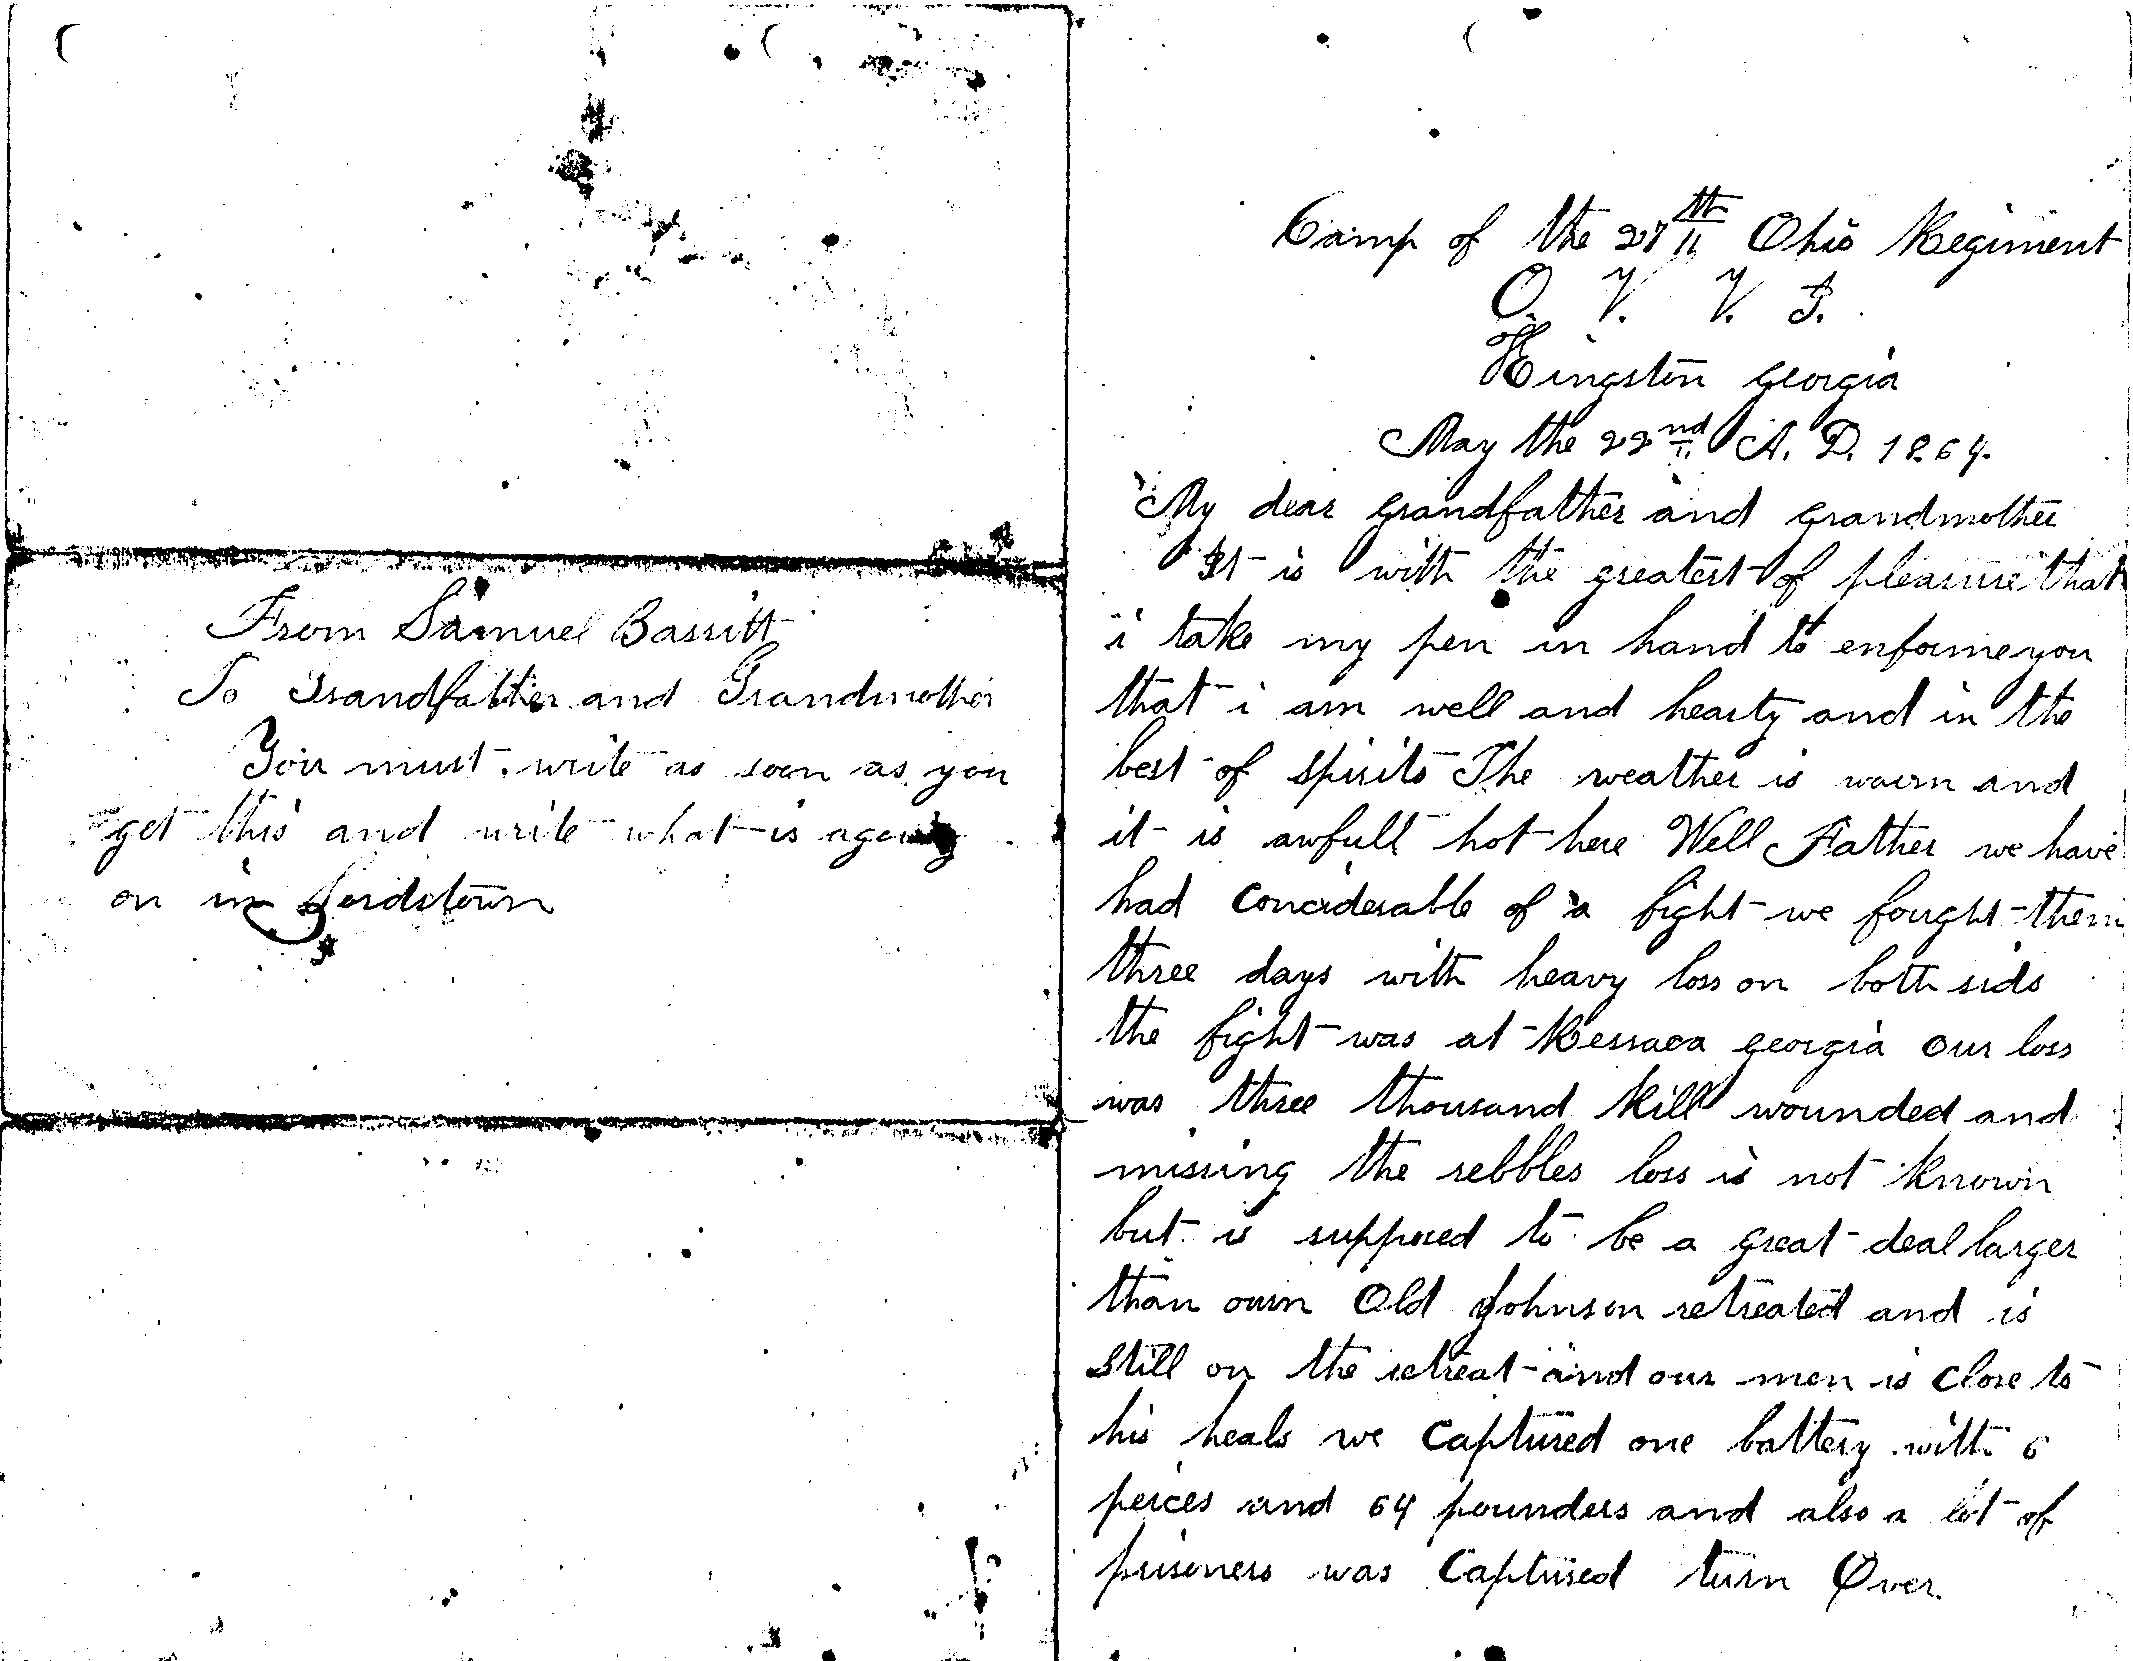 From Samuel Bassitt
To Grandfather and Grandmother
You must write as soon as you
get this and write what is agoing
on in Lordstown
Camp of the 27th Ohio Regiment
O. V. V. I.
Kingston georgia
May the 22nd A. D. 1864.
My dear grandfather and grandmother
It is with the greatest of pleasure that
i take my pen in hand to enforme you
that i am well and hearty and in the
best of spirits The weather is warm and
it is awfull hot here Well Father we have
had conciderable of a fight we fought them
three days with heavy loss on both sids
the fight was at Ressaca georgia our loss
was three thousand kill wounded and
missing the rebbles loss is not known
but is supposed to be a great deal larger
than ourn Old Johnson retreated and is
still on the retreat and our men is close to
his heals we captured one battery with 6
peices and 64 pounders and also a lot of
prisoners was captured turn Over